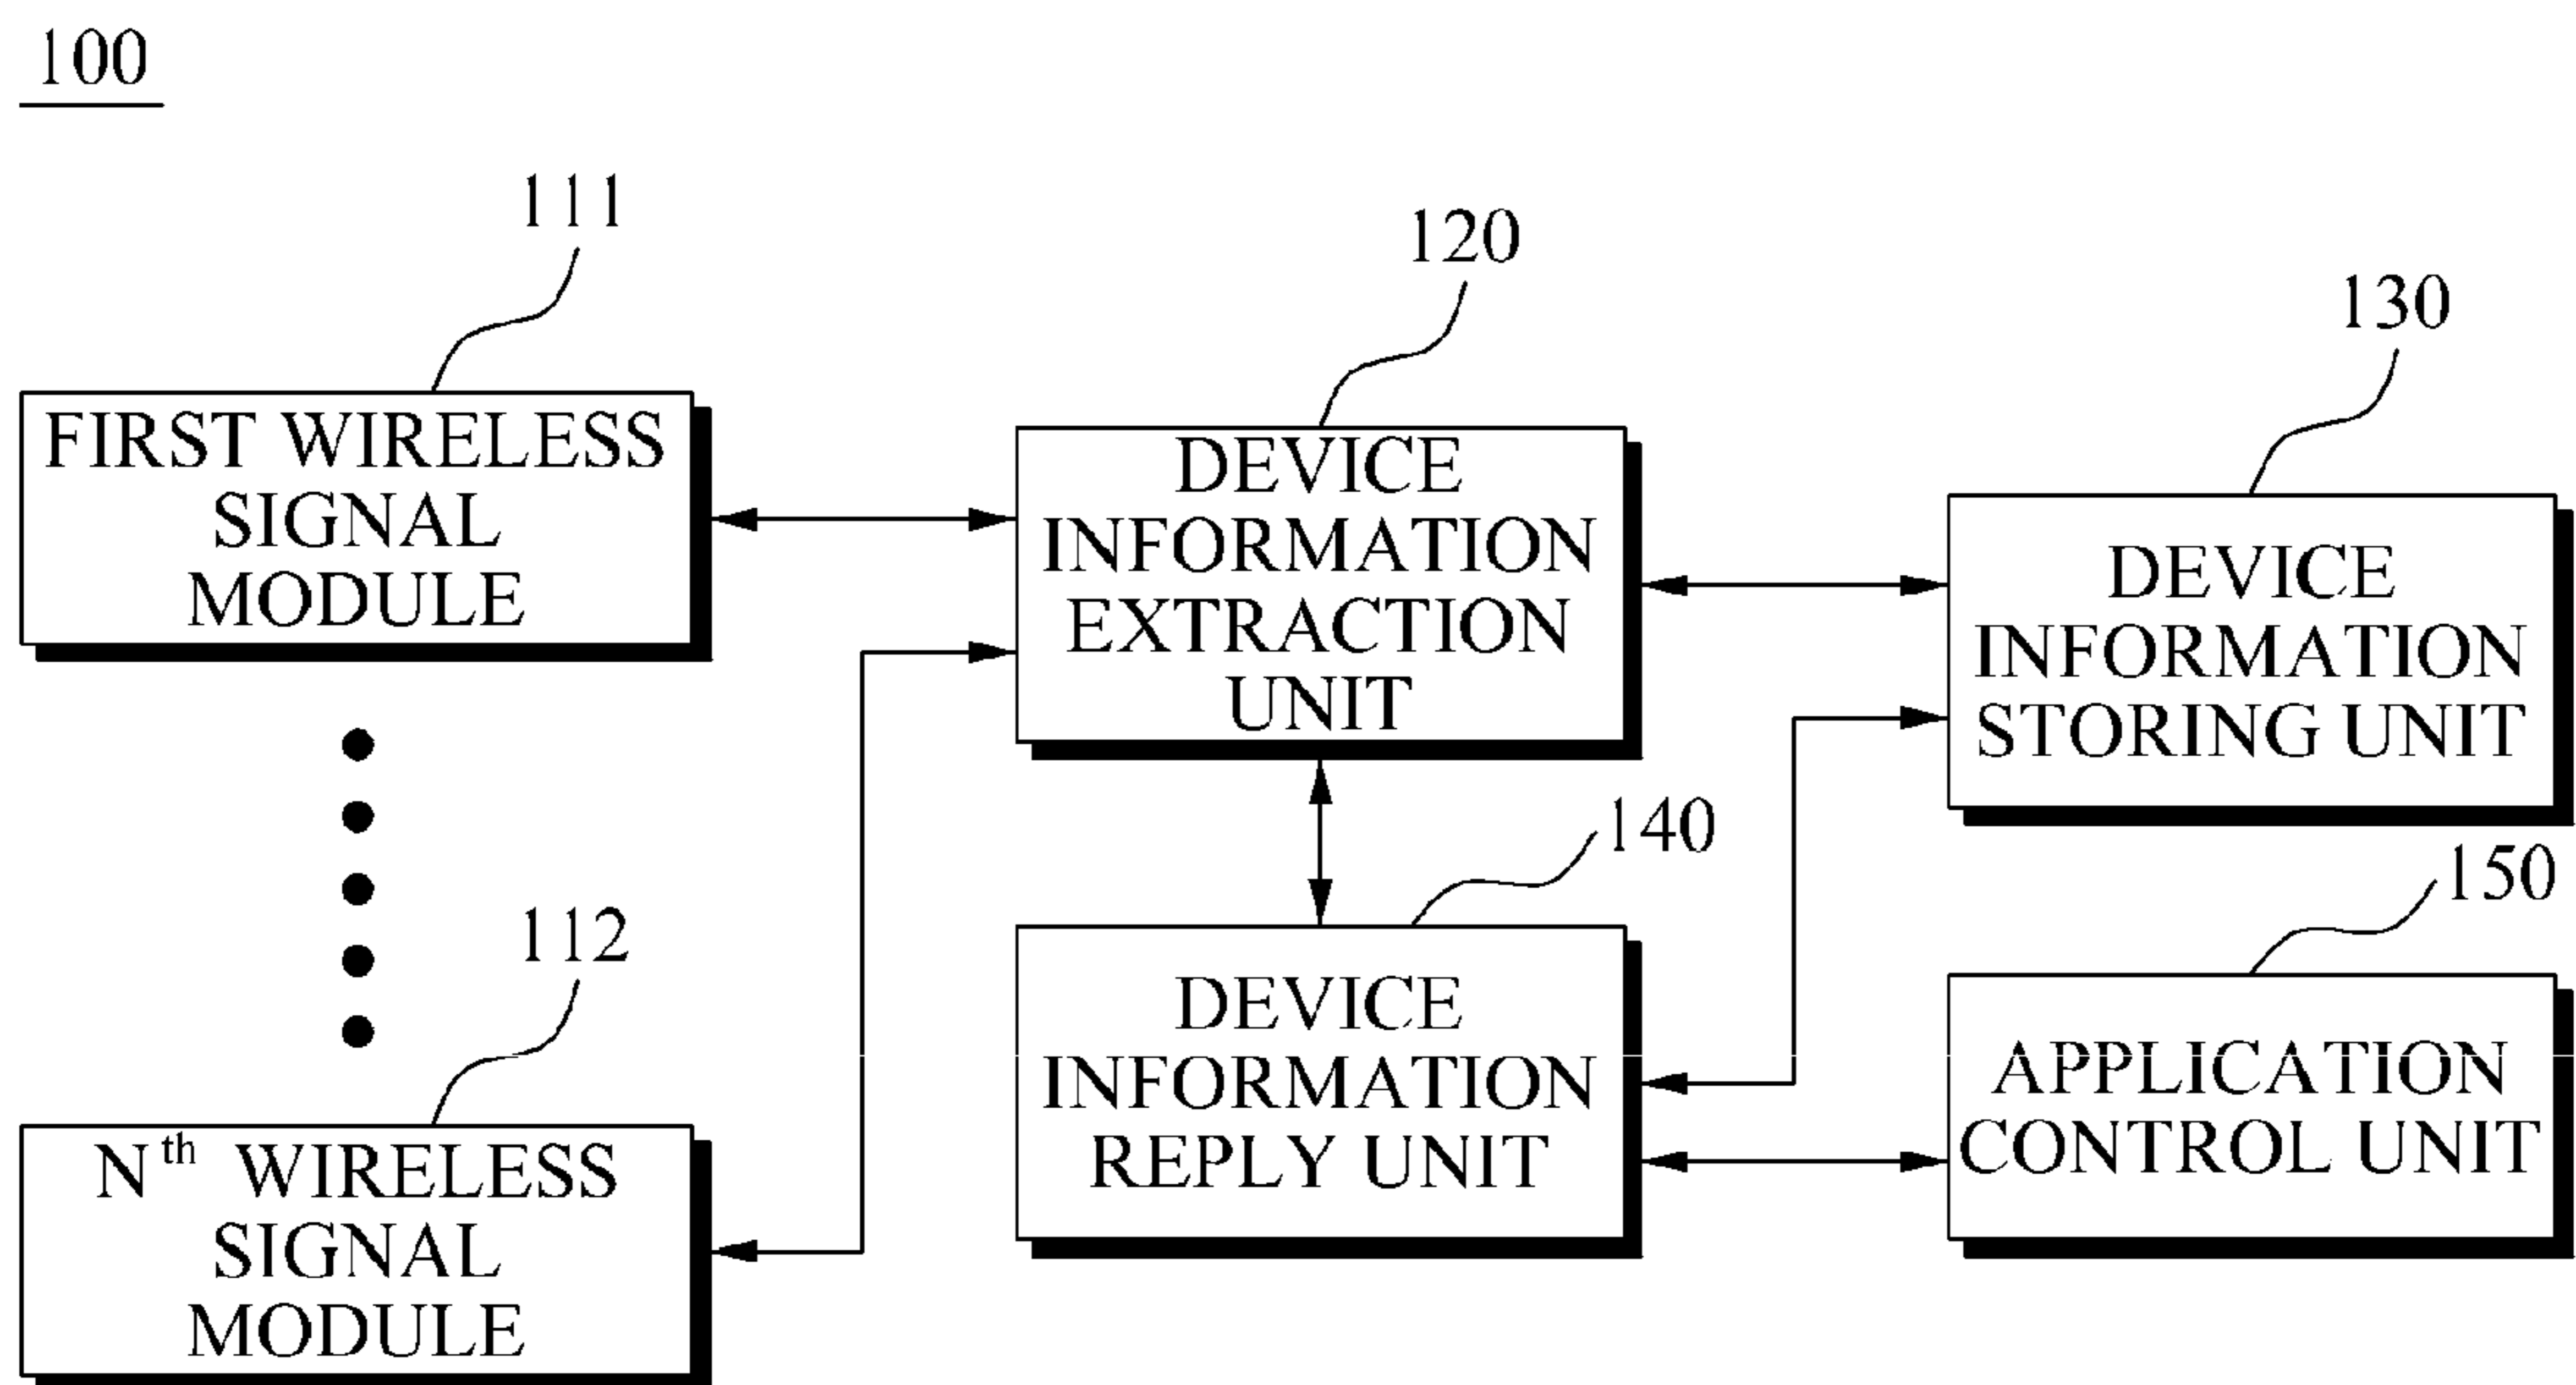 100
111
FIRST WIRELESS
SIGNAL
MODULE
120
DEVICE
INFORMATION
EXTRACTION
UNIT
130
DEVICE
INFORMATION
STORING UNIT
112
Nth WIRELESS
SIGNAL
MODULE
140
DEVICE
INFORMATION
REPLY UNIT
150
APPLICATION
CONTROL UNIT